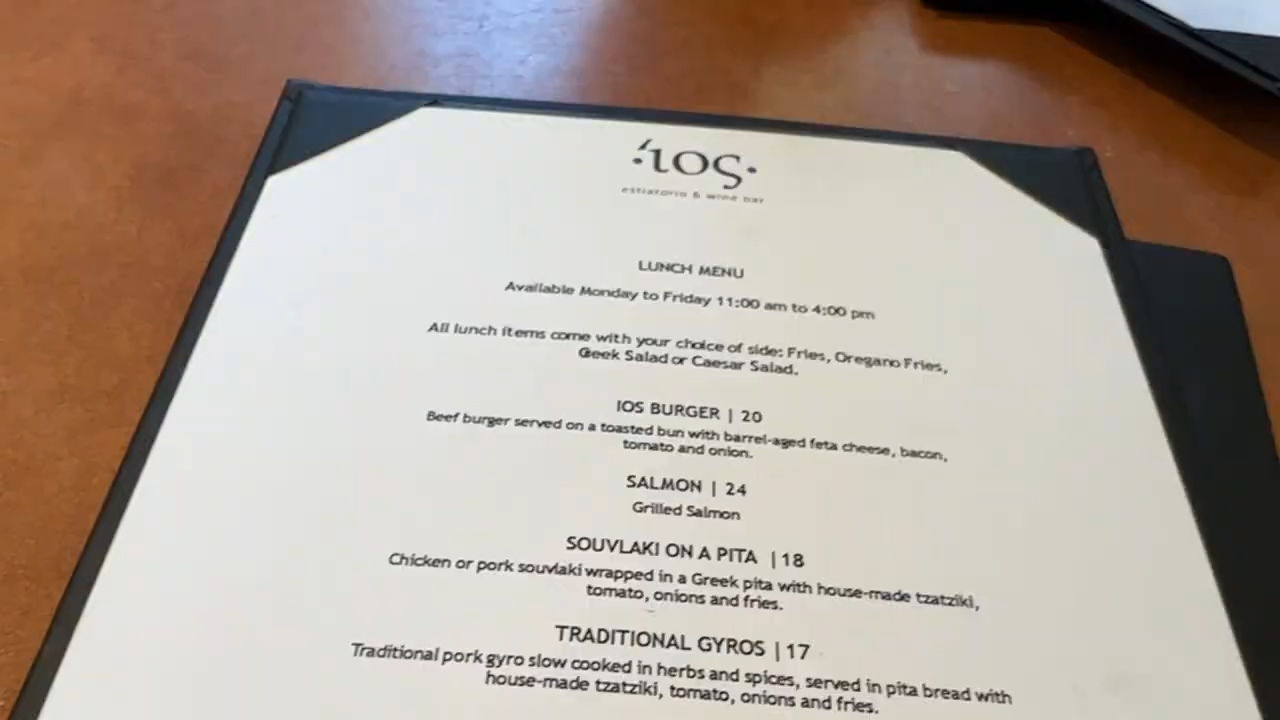 ιος
estiatorio & wine bar
LUNCH MENU
Available Monday to Friday 11:00 am to 4:00 pm
All lunch items come with your choice of side: Fries, Oregano Fries,
Geek Salad or Caesar Salad.
IOS BURGER | 20
Beef burger served on a toasted bun with barrel-aged feta cheese, bacon,
tomato and onion.
SALMON | 24
Grilled Salmon
SOUVLAKI ON A PITA | 18
Chicken or pork souvlaki wrapped in a Greek pita with house-made tzatziki,
tomato, onions and fries.
TRADITIONAL GYROS | 17
Traditional pork gyro slow cooked in herbs and spices, served in pita bread with
house-made tzatziki, tomato, onions and fries.